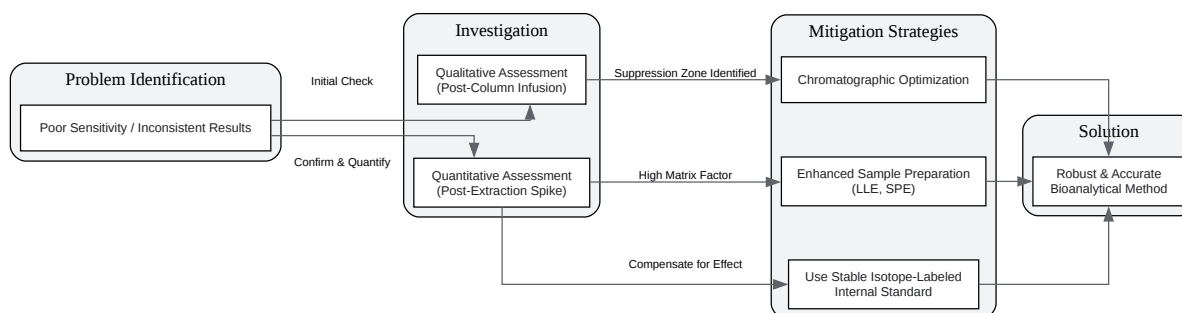 Problem Identification
Poor Sensitivity / Inconsistent Results
Initial Check
Confirm & Quantify
Investigation
Qualitative Assessment
(Post-Column Infusion)
Quantitative Assessment
(Post-Extraction Spike)
Suppression Zone Identified
High Matrix Factor
Compensate for Effect
Mitigation Strategies
Chromatographic Optimization
Enhanced Sample Preparation
(LLE, SPE)
Use Stable Isotope-Labeled
Internal Standard
Solution
Robust & Accurate
Bioanalytical Method